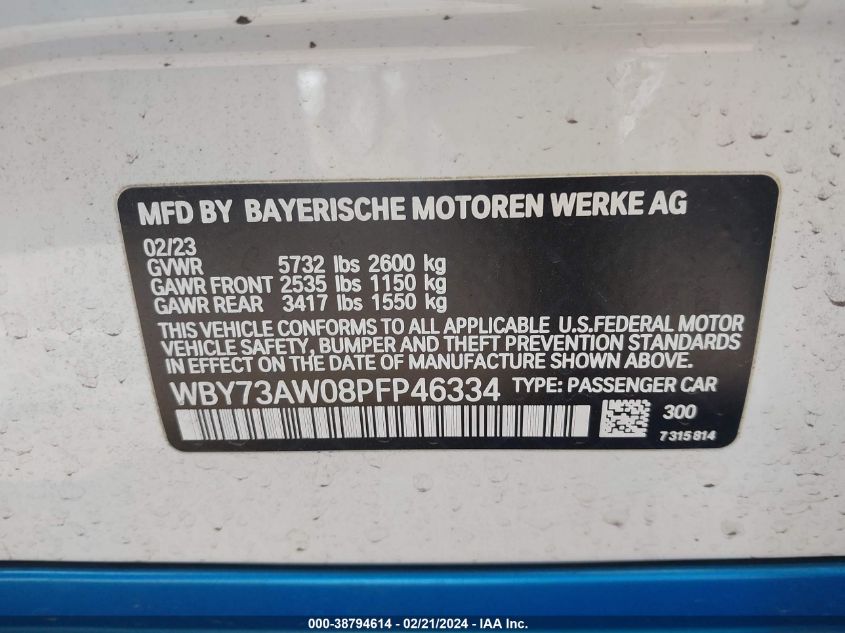 MFD BY BAYERISCHE MOTOREN WERKE AG
02/23
GVWR 5732 lbs 2600 kg
GAWR FRONT 2535 lbs 1150 kg
GAWR REAR 3417 lbs 1550 kg
THIS VEHICLE CONFORMS TO ALL APPLICABLE U.S.FEDERAL MOTOR
VEHICLE SAFETY, BUMPER AND THEFT PREVENTION STANDARDS
IN EFFECT ON THE DATE OF MANUFACTURE SHOWN ABOVE.
WBY73AW08PFP46334 TYPE: PASSENGER CAR
300
7315814
000-38794614 - 02/21/2024 - IAA Inc.